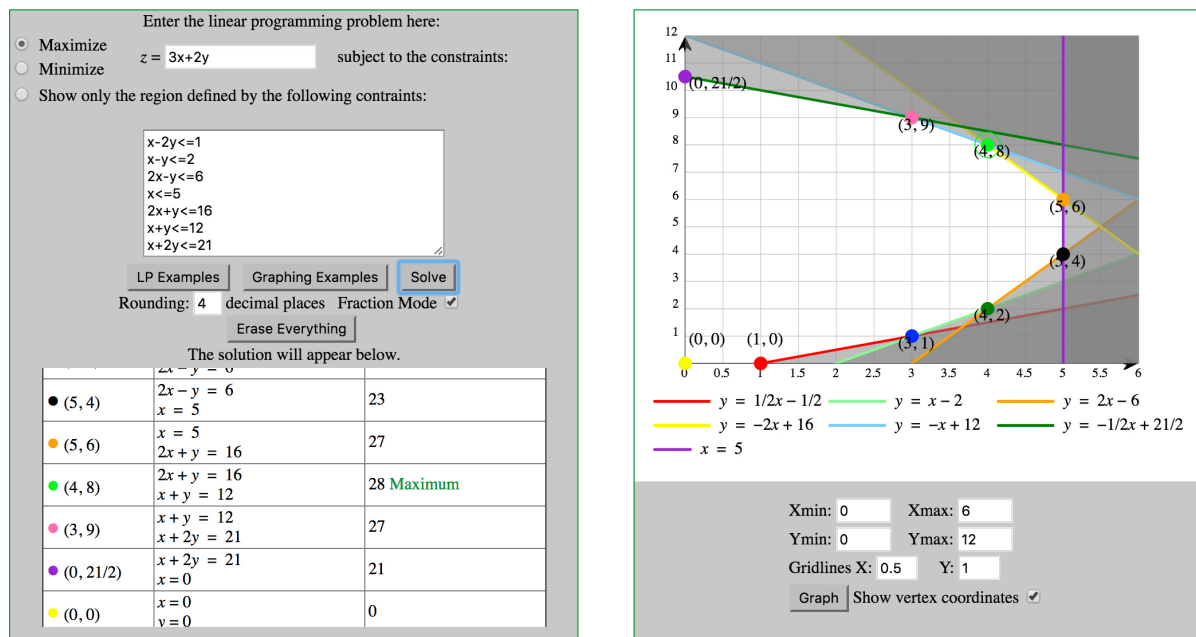 Enter the linear programming problem here:
Maximize
Minimize
z = 3x+2y subject to the constraints:
Show only the region defined by the following contraints:
x-2y<=1
x-y<=2
2x-y<=6
x<=5
2x+y<=16
x+y<=12
x+2y<=21
LP Examples Graphing Examples Solve
Rounding: 4 decimal places Fraction Mode
Erase Everything
The solution will appear below.
2x − y = 6
(5, 4) 2x − y = 6 23
x = 5
(5, 6) x = 5 27
2x + y = 16
(4, 8) 2x + y = 16 28 Maximum
x + y = 12
(3, 9) x + y = 12 27
x + 2y = 21
(0, 21/2) x + 2y = 21 21
x = 0
(0, 0) x = 0 0
y = 0
12
11
10
9
8
7
6
5
4
3
2
1
(0, 21/2)
(3, 9)
(4, 8)
(5, 6)
(5, 4)
(4, 2)
(3, 1)
(0, 0) (1, 0)
0 0.5 1 1.5 2 2.5 3 3.5 4 4.5 5 5.5 6
y = 1/2x − 1/2 y = x − 2 y = 2x − 6
y = −2x + 16 y = −x + 12 y = −1/2x + 21/2
x = 5
Xmin: 0 Xmax: 6
Ymin: 0 Ymax: 12
Gridlines X: 0.5 Y: 1
Graph Show vertex coordinates